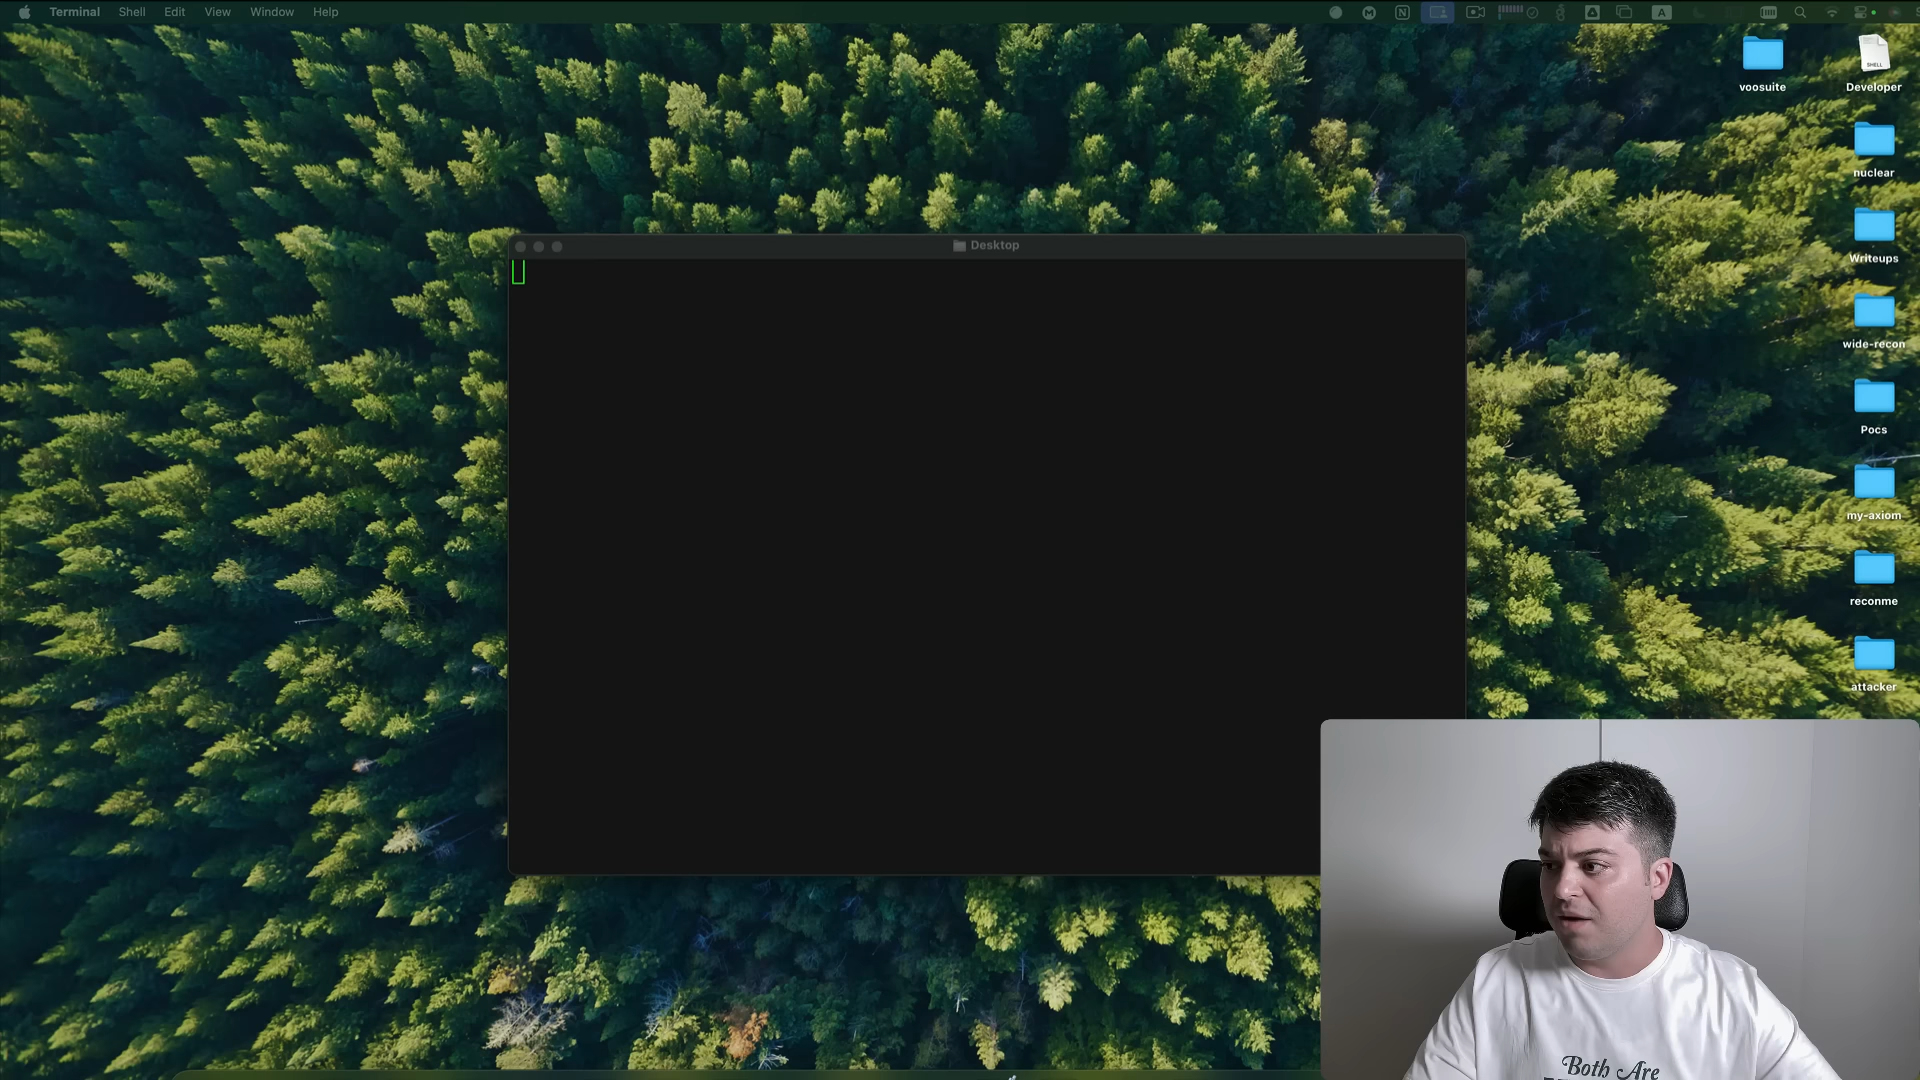 Terminal Shell Edit View Window Help
A
voosuite
SHELL
Developer
nuclear
Writeups
wide-recon
Pocs
my-axiom
reconme
attacker
Desktop
Both Are